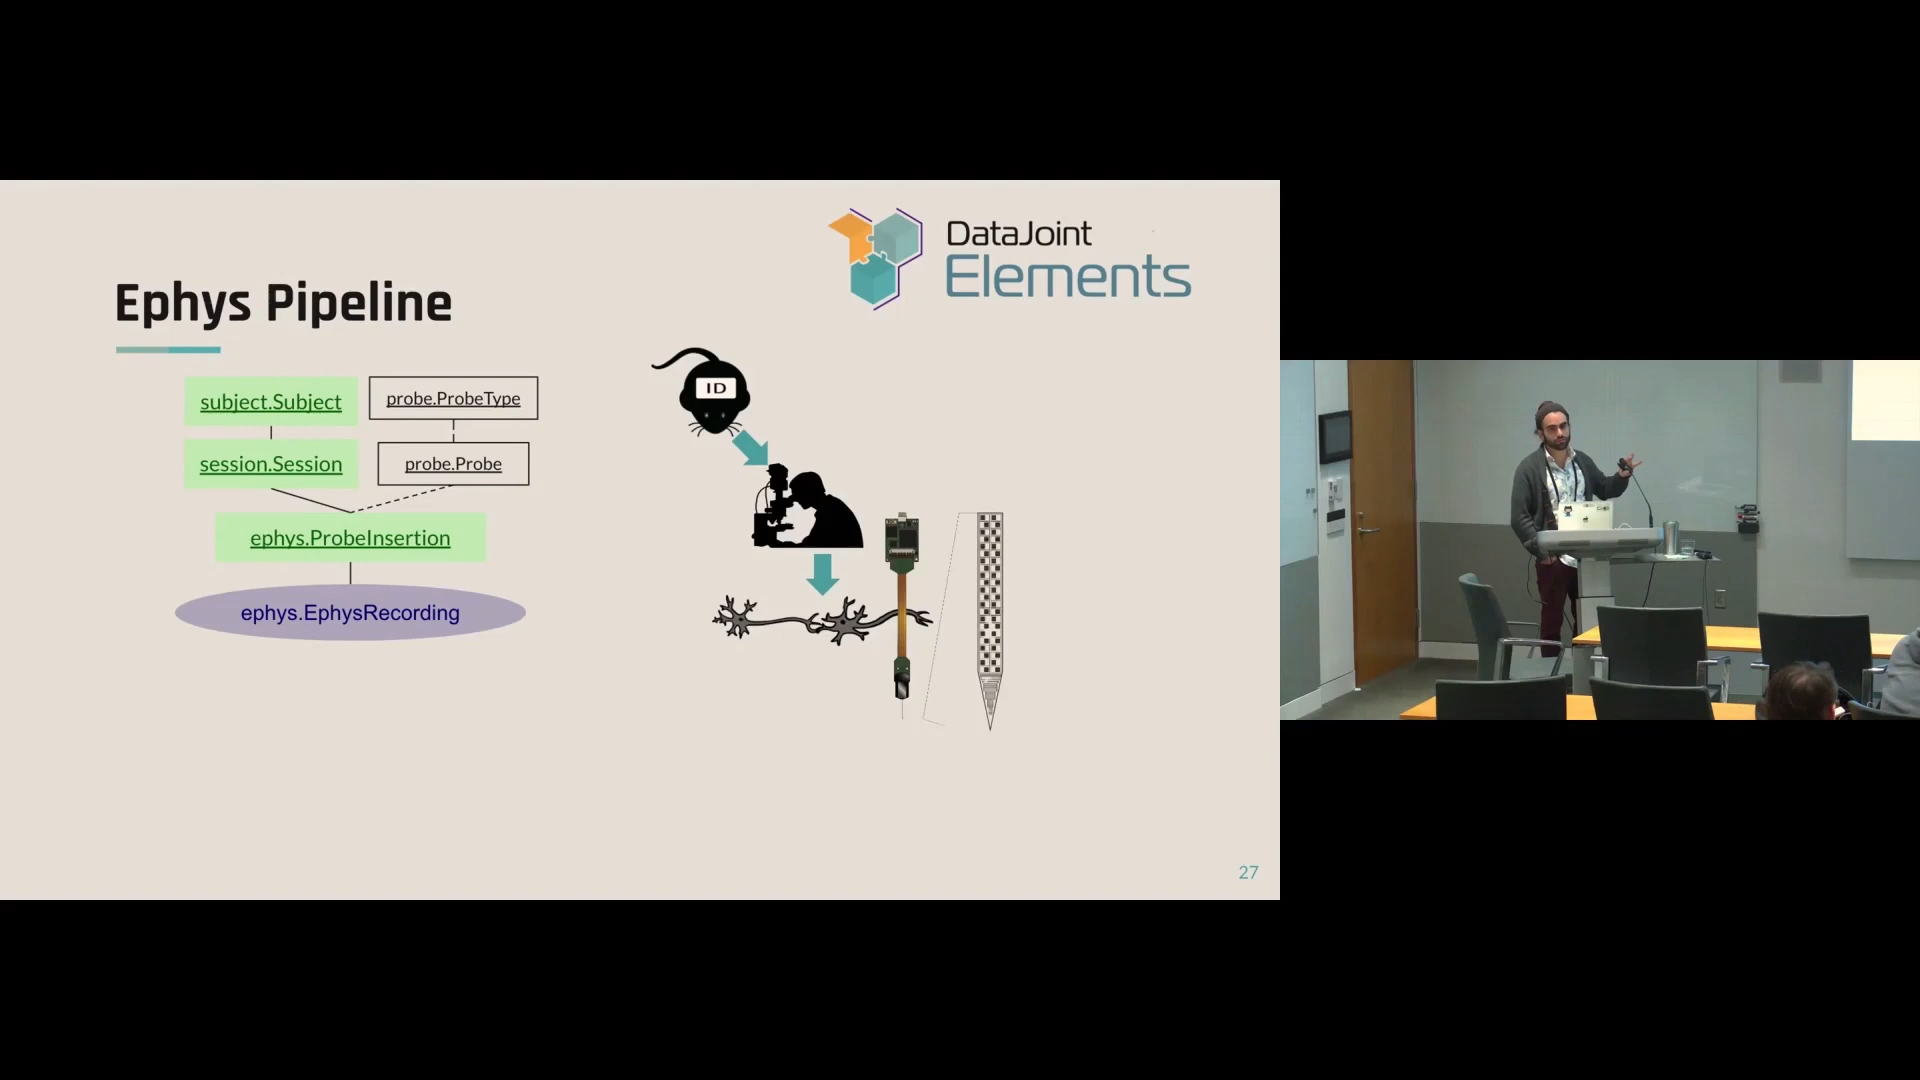 DataJoint
Elements
Ephys Pipeline
subject.Subject
probe.ProbeType
session.Session
probe.Probe
ephys.ProbeInsertion
ephys.EphysRecording
ID
27